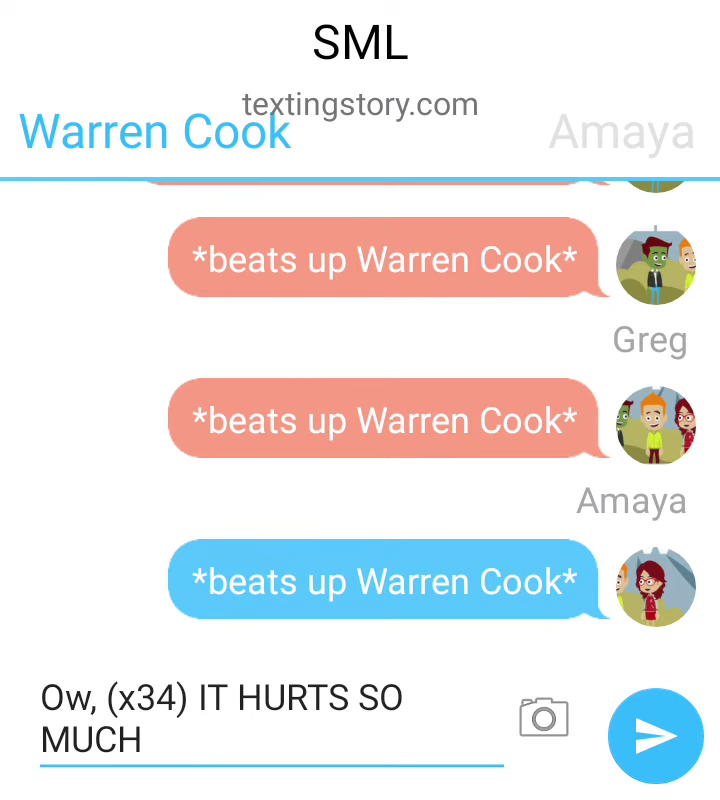 SML
textingstory.com
Warren Cook
Amaya
*beats up Warren Cook*
Greg
*beats up Warren Cook*
Amaya
*beats up Warren Cook*
Ow, (x34) IT HURTS SO
MUCH